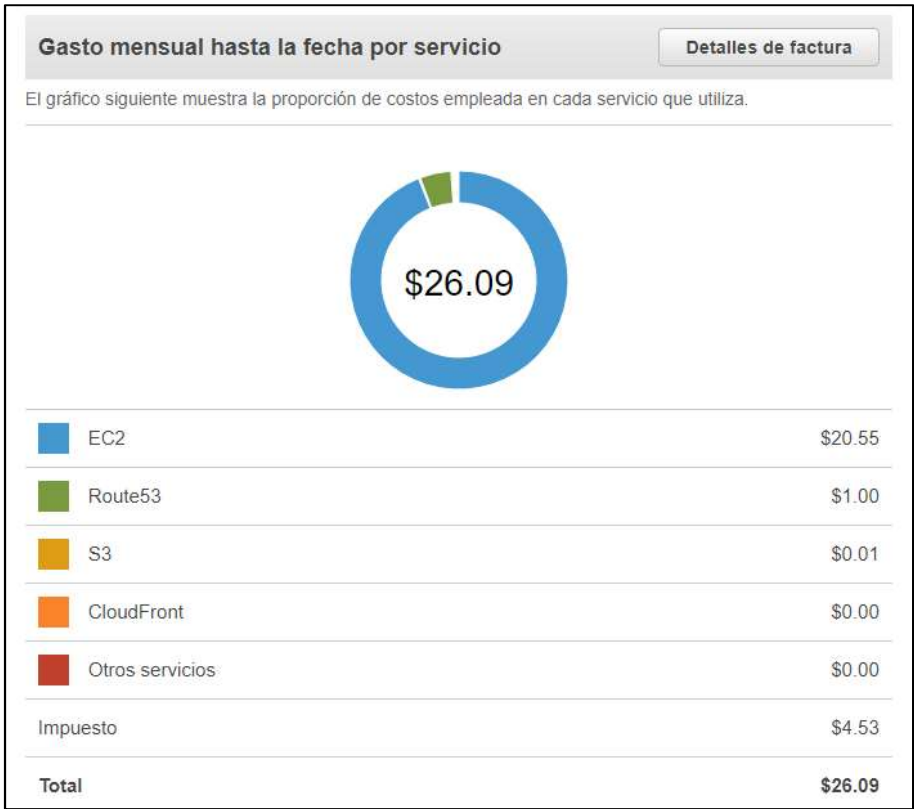 Gasto mensual hasta la fecha por servicio
Detalles de factura
El gráfico siguiente muestra la proporción de costos empleada en cada servicio que utiliza.
$26.09
EC2 $20.55
Route53 $1.00
S3 $0.01
CloudFront $0.00
Otros servicios $0.00
Impuesto $4.53
Total $26.09